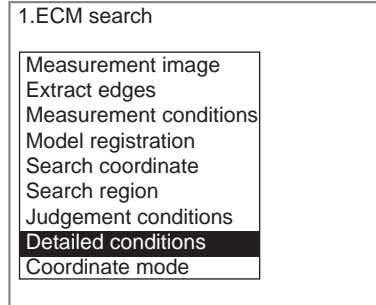 1.ECM search
Measurement image
Extract edges
Measurement conditions
Model registration
Search coordinate
Search region
Judgement conditions
Detailed conditions
Coordinate mode